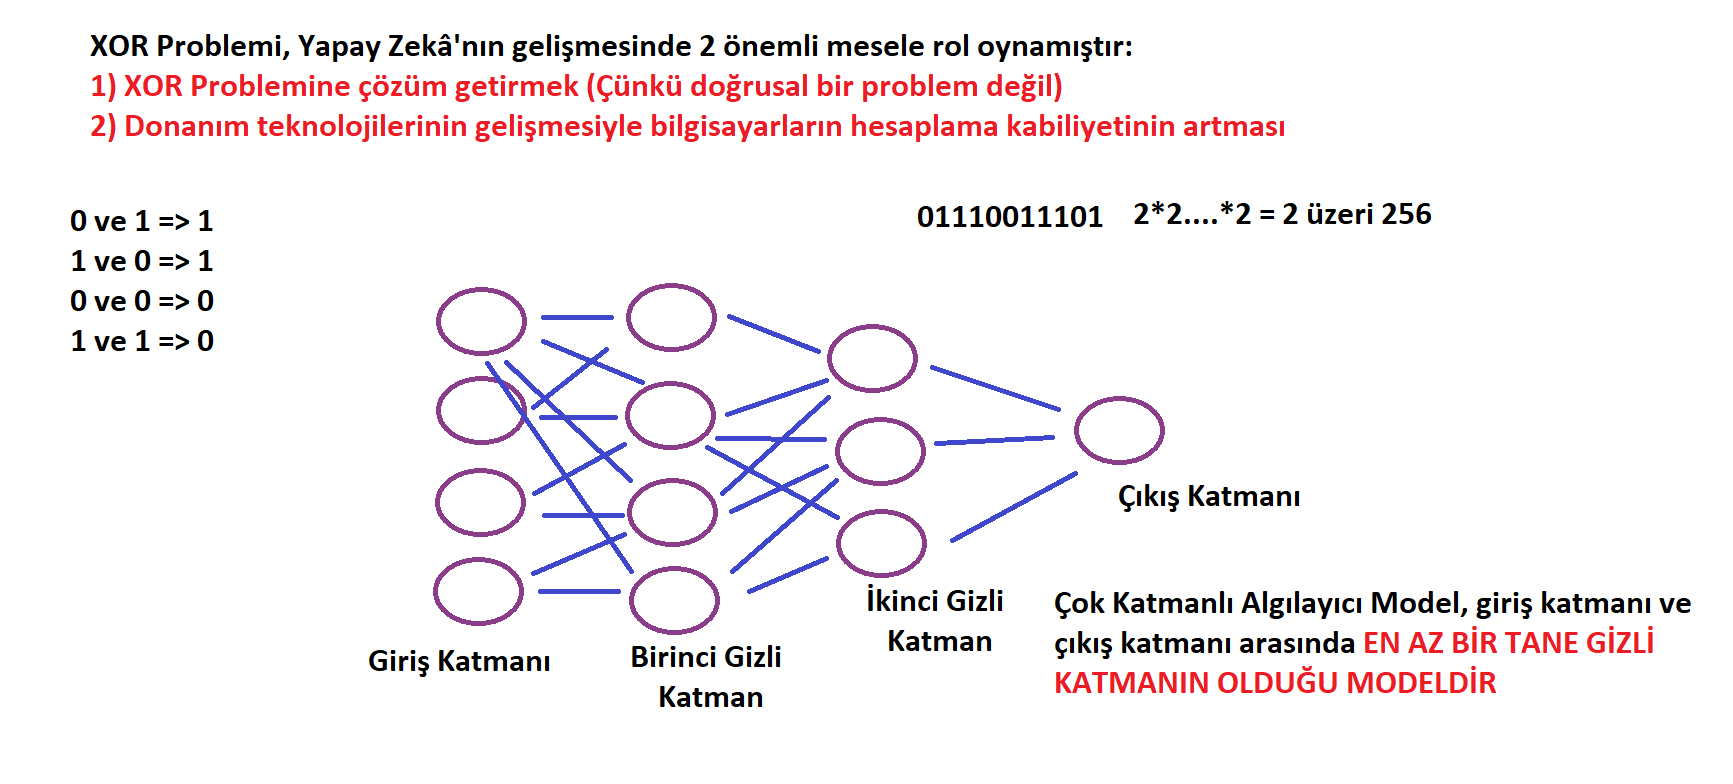 XOR Problemi, Yapay Zekâ'nın gelişmesinde 2 önemli mesele rol oynamıştır:
1) XOR Problemine çözüm getirmek (Çünkü doğrusal bir problem değil)
2) Donanım teknolojilerinin gelişmesiyle bilgisayarların hesaplama kabiliyetinin artması
0 ve 1 => 1
1 ve 0 => 1
0 ve 0 => 0
1 ve 1 => 0
01110011101
2*2....*2 = 2 üzeri 256
Giriş Katmanı
Birinci Gizli
Katman
İkinci Gizli
Katman
Çıkış Katmanı
Çok Katmanlı Algılayıcı Model, giriş katmanı ve
çıkış katmanı arasında EN AZ BİR TANE GİZLİ
KATMANIN OLDUĞU MODELDİR